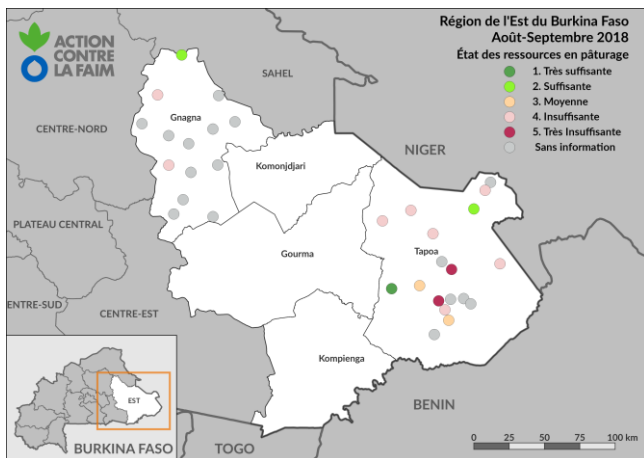 ACTION
CONTRE
LA FAIM
Région de l'Est du Burkina Faso
Août-Septembre 2018
État des ressources en pâturage
1. Très suffisante
2. Suffisante
3. Moyenne
4. Insuffisante
5. Très Insuffisante
Sans information
SAHEL
CENTRE-NORD
Gnagna
NIGER
Komonjdjari
PLATEAU CENTRAL
Gourma
Tapoa
ENTRE-SUD
CENTRE-EST
Kompienga
EST
BENIN
BURKINA FASO
TOGO
0 25 50 75 100 km